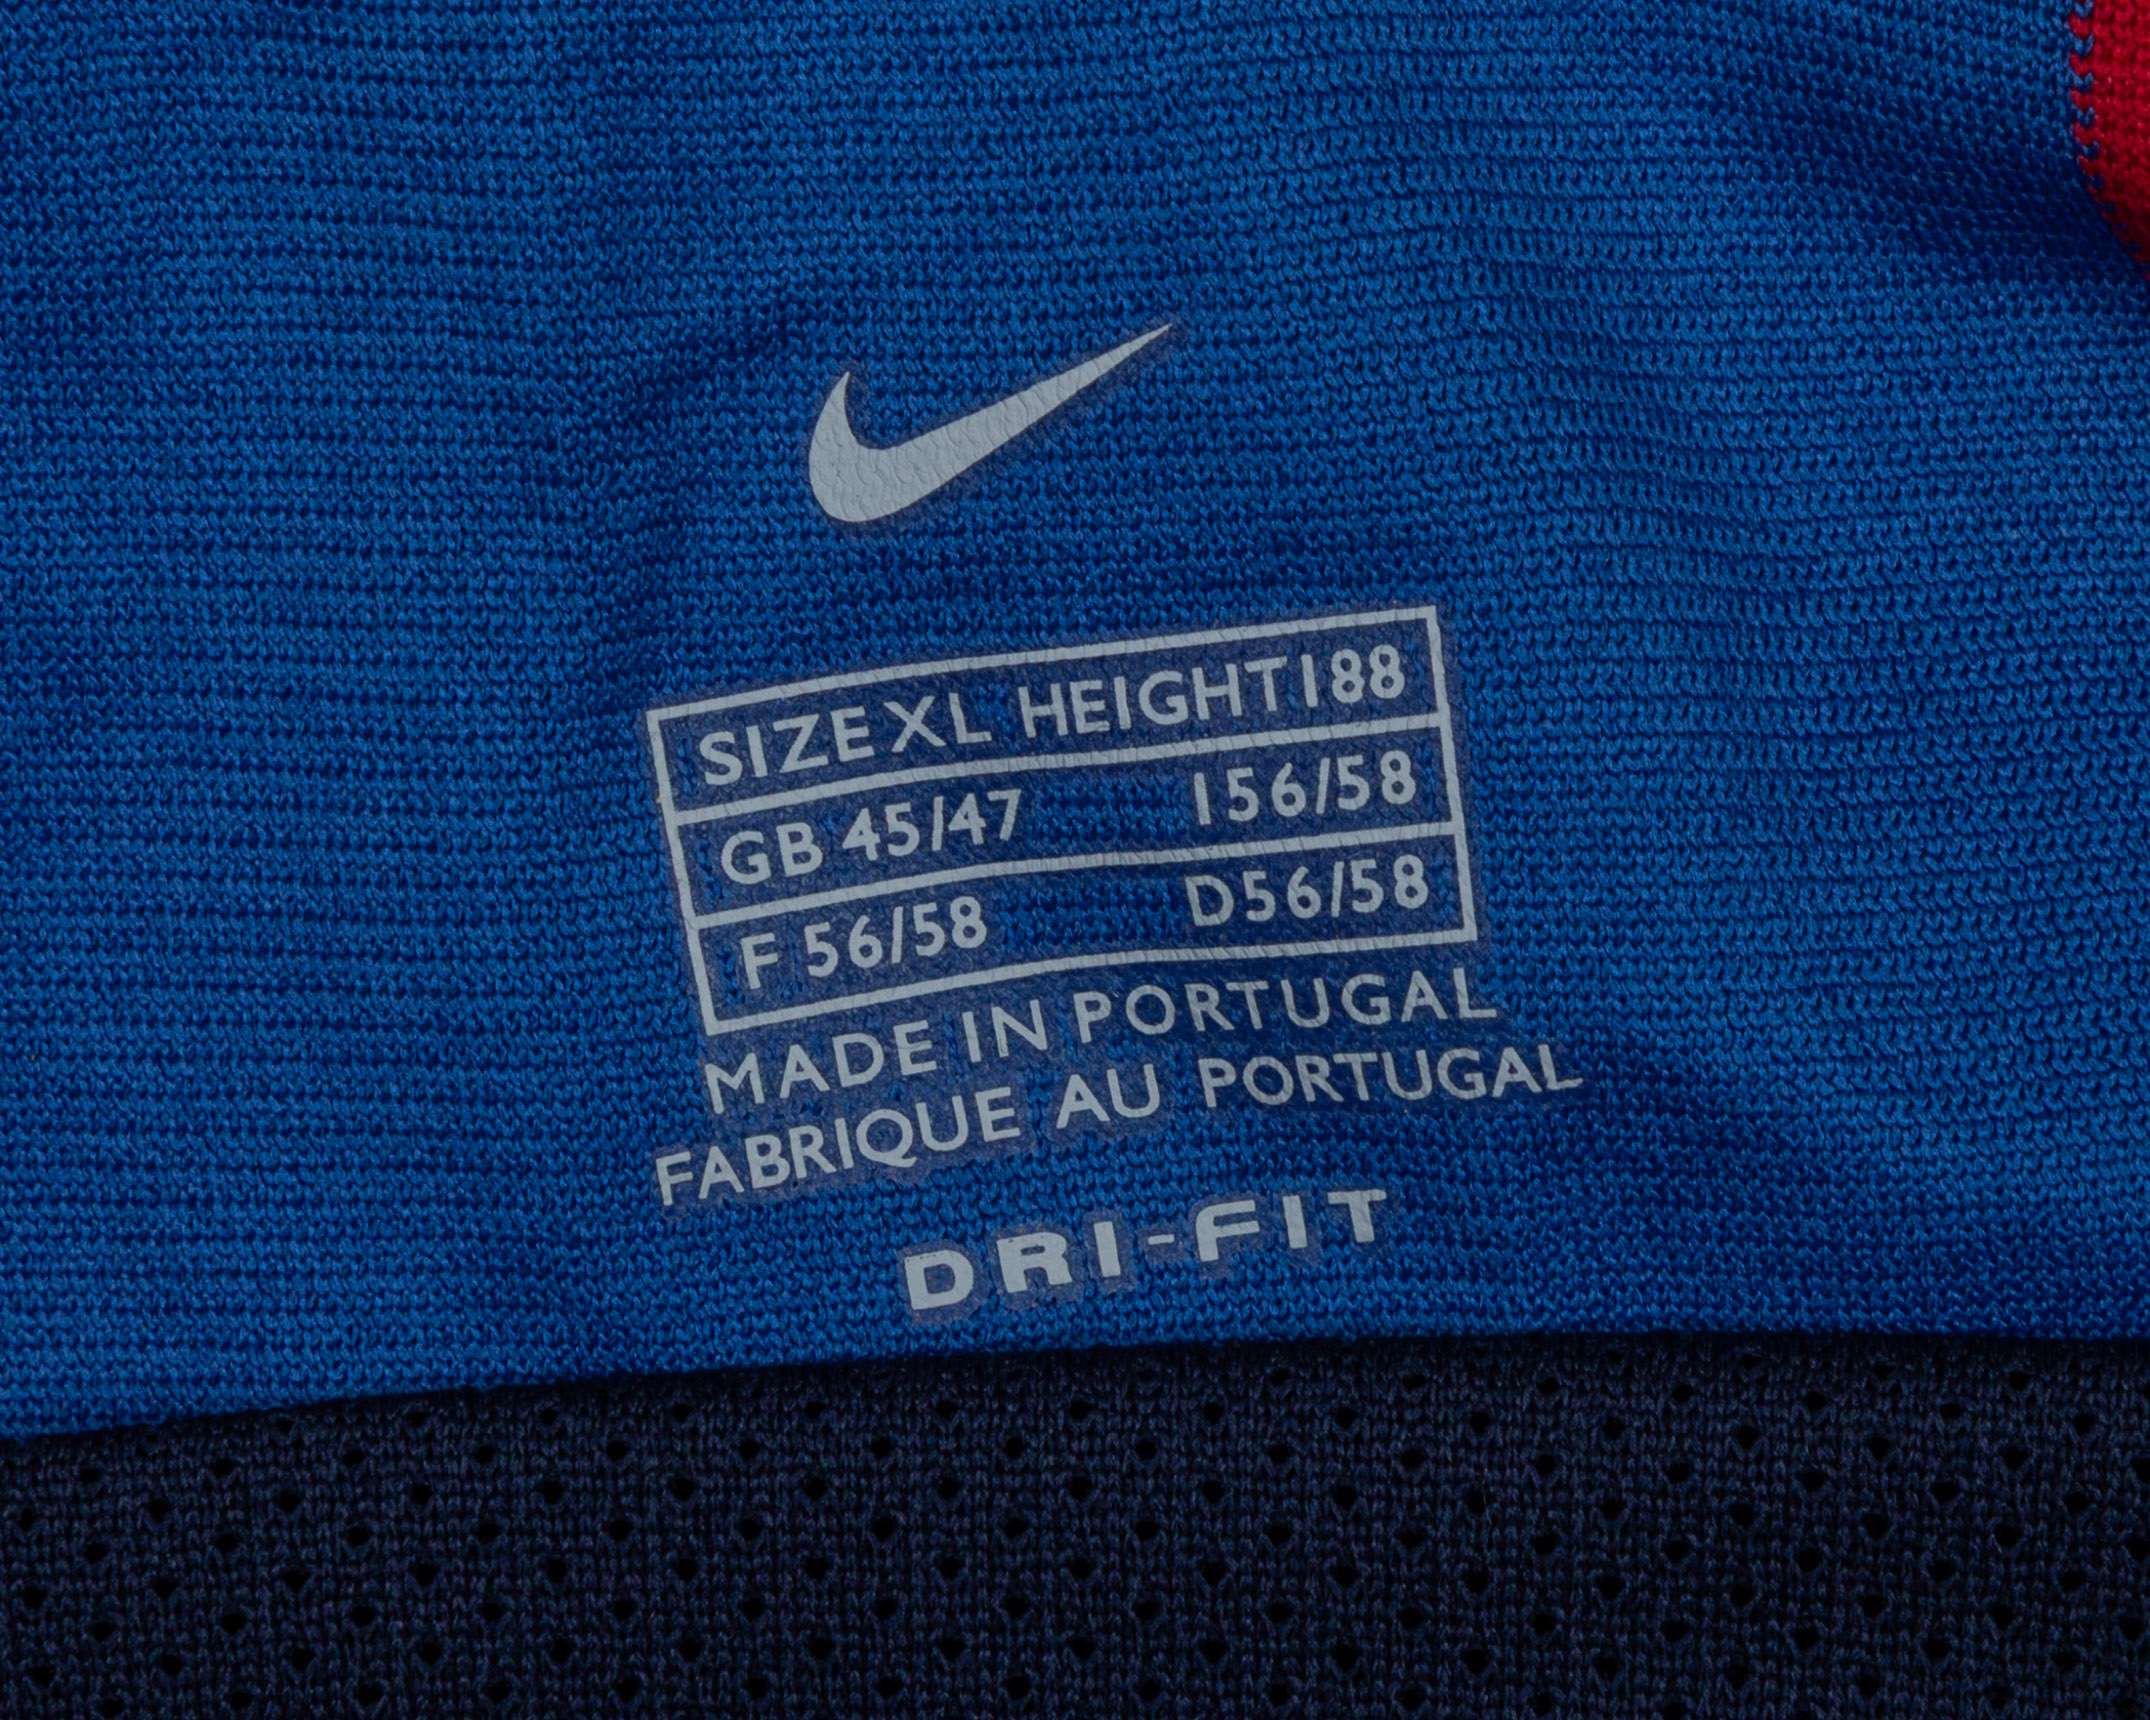 SIZE XL HEIGHT 188
GB 45/47 I 56/58
F 56/58 D 56/58
MADE IN PORTUGAL
FABRIQUE AU PORTUGAL
DRI-FIT